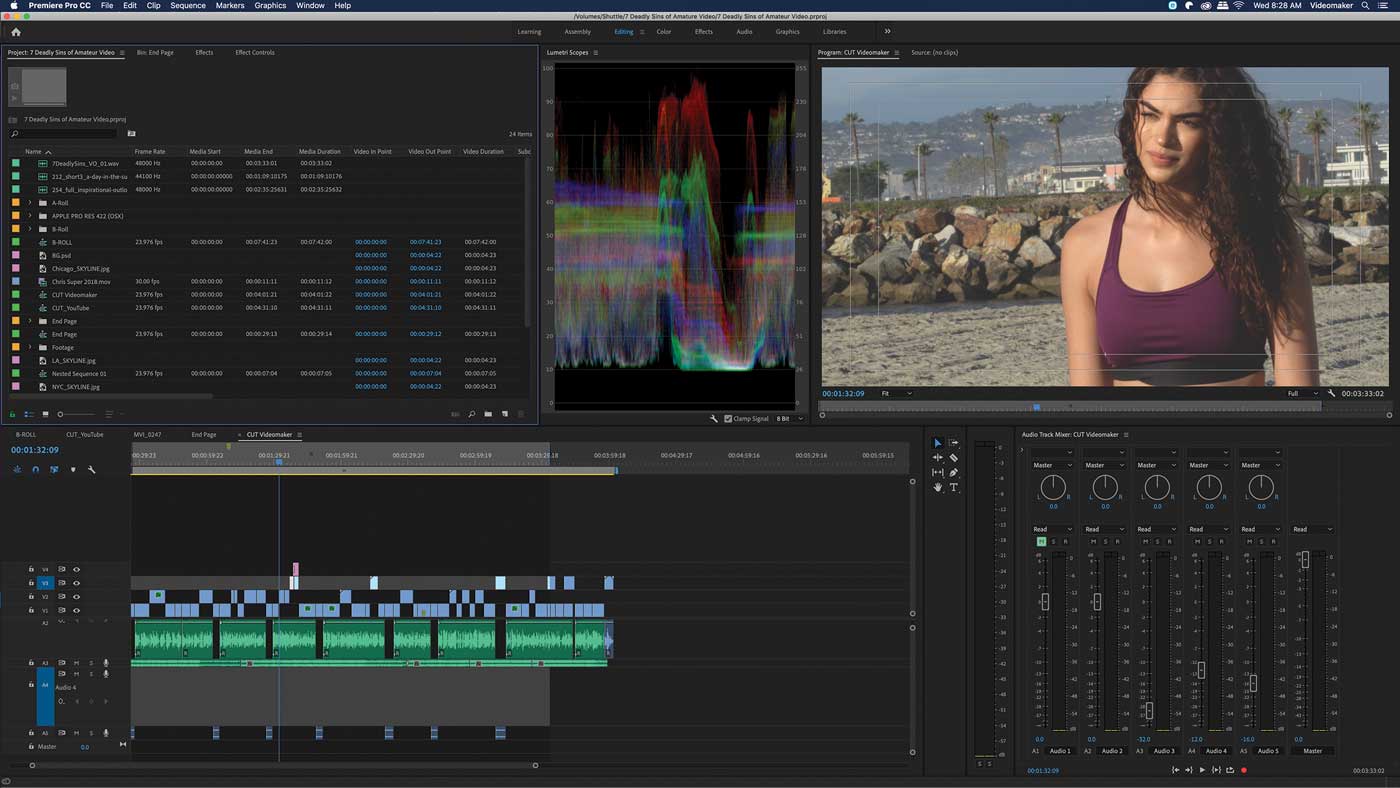 Premiere Pro CC File Edit Clip Sequence Markers Graphics Window Help Wed 8:28 AM Videomaker
/Volumes/Shuttle/7 Deadly Sins of Amature Video/7 Deadly Sins of Amateur Video.prproj
Learning Assembly Editing Color Effects Audio Graphics Libraries
Project: 7 Deadly Sins of Amateur Video Bin: End Page Effects Effect Controls
7 Deadly Sins of Amateur Video.prproj
24 Items
Name Frame Rate Media Start Media End Media Duration Video In Point Video Out Point Video Duration Subc
7DeadlySins_VO_01.wav 48000 Hz 00:00:00:00 00:03:33:01 00:03:33:02
212_short3_a-day-in-the-su 44100 Hz 00:00:00:00000 00:01:09:10175 00:01:09:10176
254_full_inspirational-outlo 48000 Hz 00:00:00:00000 00:02:35:25631 00:02:35:25632
A-Roll
APPLE PRO RES 422 (OSX)
B-Roll
B-ROLL 23.976 fps 00:00:00:00 00:07:41:23 00:07:42:00 00:00:00:00 00:07:41:23 00:07:42:00
BG.psd 00:00:00:00 00:00:04:22 00:00:04:23
Chicago_SKYLINE.jpg 00:00:00:00 00:00:04:22 00:00:04:23
Chris Super 2018.mov 30.00 fps 00:00:00:00 00:00:11:11 00:00:11:12 00:00:00:00 00:00:11:11 00:00:11:12
CUT Videomaker 23.976 fps 00:00:00:00 00:04:01:21 00:04:01:22 00:00:00:00 00:04:01:21 00:04:01:22
CUT_YouTube 23.976 fps 00:00:00:00 00:04:31:10 00:04:31:11 00:00:00:00 00:04:31:10 00:04:31:11
End Page
End Page 23.976 fps 00:00:00:00 00:00:29:13 00:00:29:14 00:00:00:00 00:00:29:12 00:00:29:13
Footage
LA_SKYLINE.jpg 00:00:00:00 00:00:04:22 00:00:04:23
Nested Sequence 01 23.976 fps 00:00:00:00 00:00:07:04 00:00:07:05 00:00:00:00 00:00:07:04 00:00:07:05
NYC_SKYLINE.jpg 00:00:00:00 00:00:04:22 00:00:04:23
Lumetri Scopes
100 255
90 230
80 204
70 179
60
50 128
40 102
30 76
20
10 26
0 0
Clamp Signal 8 Bit
Program: CUT Videomaker Source: (no clips)
00:01:32:09 Fit Full 00:03:33:02
B-ROLL CUT_YouTube MVI_0247 End Page CUT Videomaker
00:01:32:09
00:29:23 00:00:59:22 00:01:29:21 00:01:59:21 00:02:29:20 00:02:59:19 00:03:29:18 00:03:59:18 00:04:29:17 00:04:59:16 00:05:29:16 00:05:59:15
V4
V3
V2
V1
A2
A3 M S
A4 M S
Audio 4
A5 M S
Master 0.0
Audio Track Mixer: CUT Videomaker
Master Master Master Master Master
L R L R L R L R L R
0.0 0.0 0.0 0.0 0.0
Read Read Read Read Read Read
M S R M S R M S R M S R M S R
0.0 0.0 -32.0 -12.0 -16.0 0.0
A1 Audio 1 A2 Audio 2 A3 Audio 3 A4 Audio 4 A5 Audio 5 Master
00:01:32:09 00:03:33:02
S S